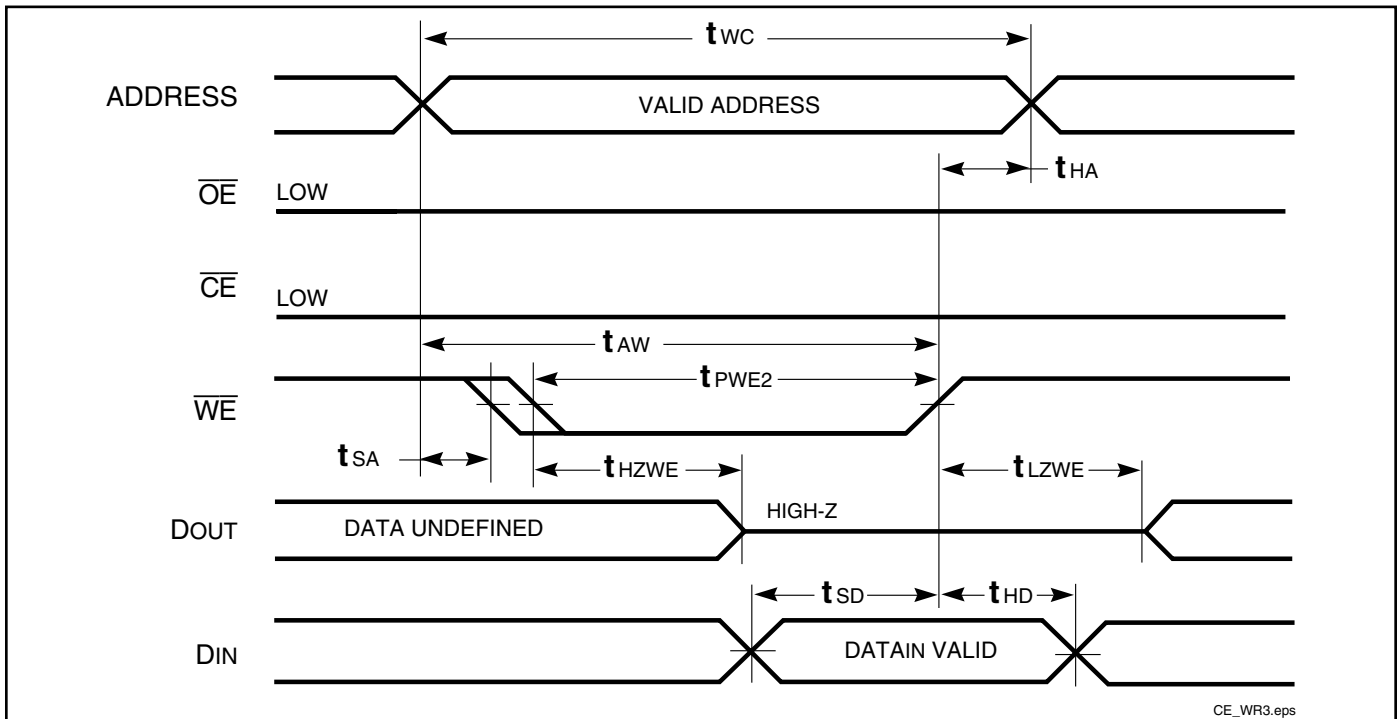 tWC
ADDRESS VALID ADDRESS
tHA
OE LOW
CE LOW
tAW
tPWE2
WE
tSA tHZWE tLZWE
DOUT DATA UNDEFINED HIGH-Z
tSD tHD
DIN DATAIN VALID
CE_WR3.eps